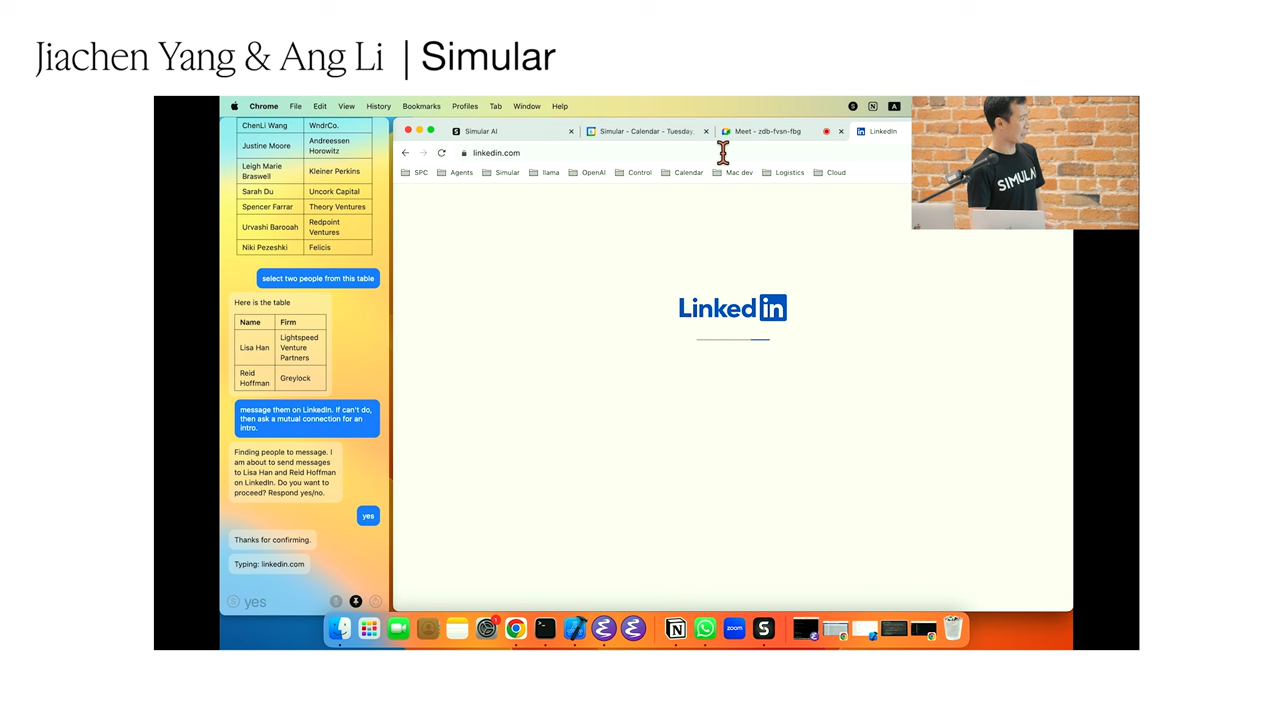 Jiachen Yang & Ang Li | Simular
Chrome File Edit View History Bookmarks Profiles Tab Window Help
Simular AI
Simular - Calendar - Tuesday,
Meet - zdb-fvsn-fbg
LinkedIn
linkedin.com
SPC Agents Simular llama OpenAI Control Calendar Mac dev Logistics Cloud
ChenLi Wang WndrCo.
Justine Moore Andreessen
Horowitz
Leigh Marie
Braswell Kleiner Perkins
Sarah Du Uncork Capital
Spencer Farrar Theory Ventures
Urvashi Barooah Redpoint
Ventures
Niki Pezeshki Felicis
select two people from this table
Here is the table
Name Firm
Lisa Han Lightspeed
Venture
Partners
Reid
Hoffman Greylock
message them on LinkedIn. If can't do,
then ask a mutual connection for an
intro.
Finding people to message. I
am about to send messages
to Lisa Han and Reid Hoffman
on LinkedIn. Do you want to
proceed? Respond yes/no.
yes
Thanks for confirming.
Typing: linkedin.com
yes
LinkedIn
SIMULA
zoom